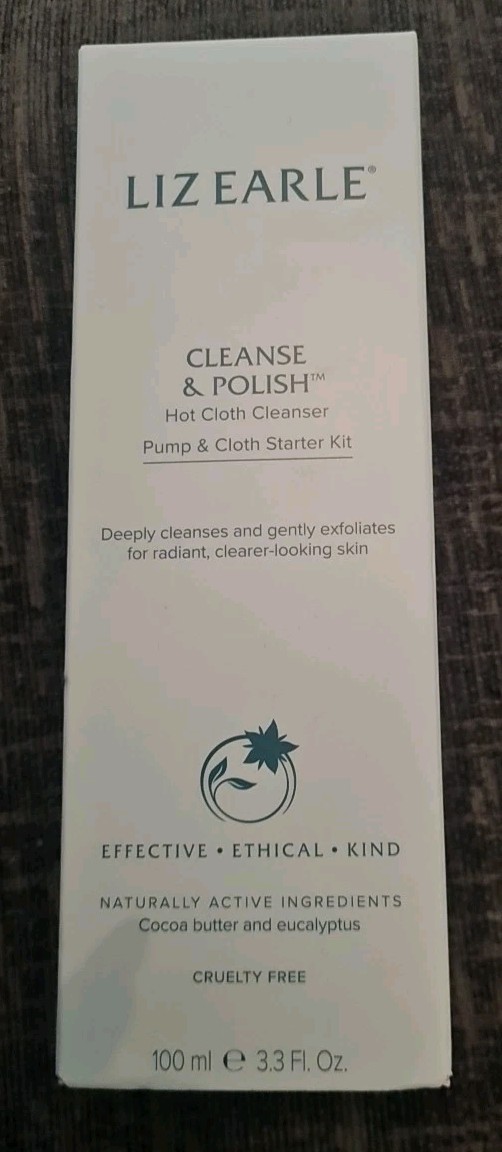 LIZ EARLE®
CLEANSE
& POLISH™
Hot Cloth Cleanser
Pump & Cloth Starter Kit
Deeply cleanses and gently exfoliates
for radiant, clearer-looking skin
EFFECTIVE • ETHICAL • KIND
NATURALLY ACTIVE INGREDIENTS
Cocoa butter and eucalyptus
CRUELTY FREE
100 ml ℮ 3.3 Fl. Oz.